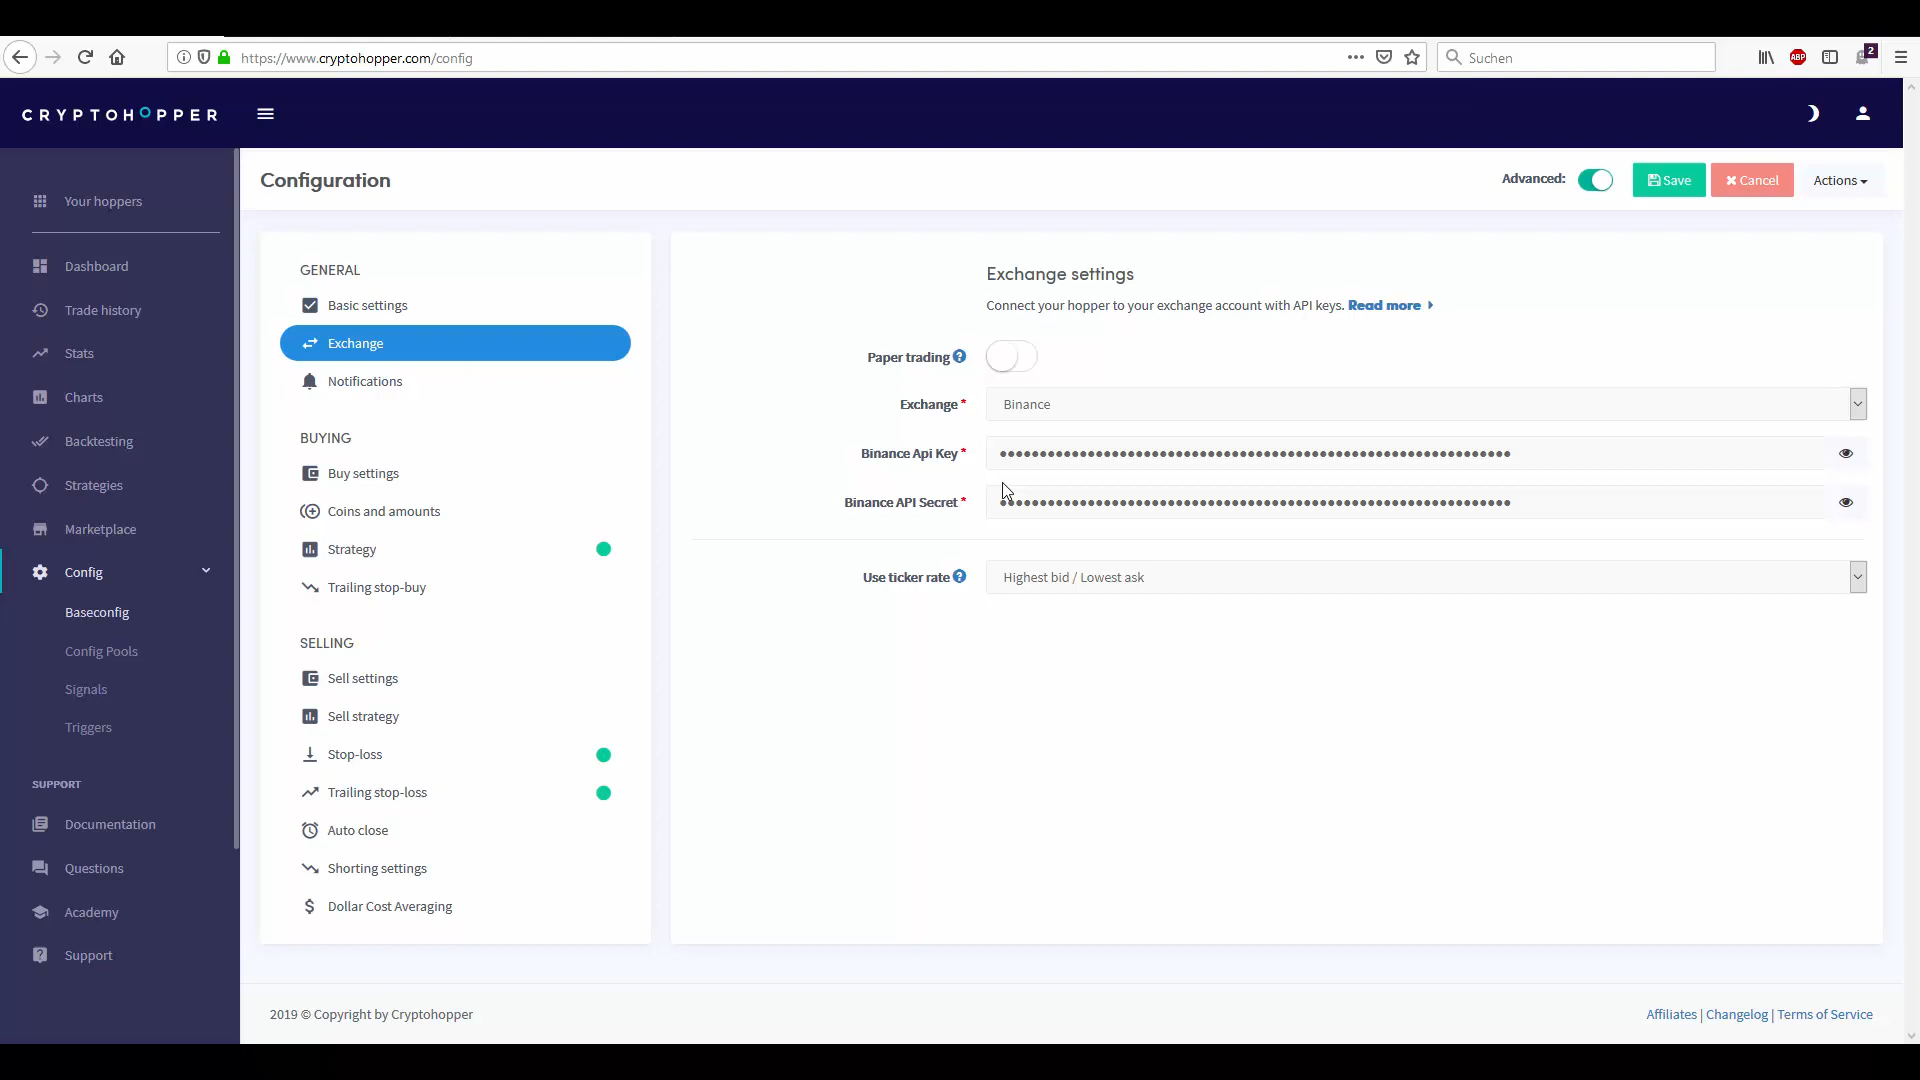 https://www.cryptohopper.com/config
Suchen
ABP
2
CRYPTOHOPPER
Configuration
Advanced:
Save
Cancel
Actions
Your hoppers
Dashboard
Trade history
Stats
Charts
Backtesting
Strategies
Marketplace
Config
Baseconfig
Config Pools
Signals
Triggers
SUPPORT
Documentation
Questions
Academy
Support
GENERAL
Basic settings
Exchange
Notifications
BUYING
Buy settings
Coins and amounts
Strategy
Trailing stop-buy
SELLING
Sell settings
Sell strategy
Stop-loss
Trailing stop-loss
Auto close
Shorting settings
Dollar Cost Averaging
Exchange settings
Connect your hopper to your exchange account with API keys. Read more
Paper trading
Exchange * Binance
Binance Api Key *
Binance API Secret *
Use ticker rate Highest bid / Lowest ask
2019 © Copyright by Cryptohopper
Affiliates | Changelog | Terms of Service